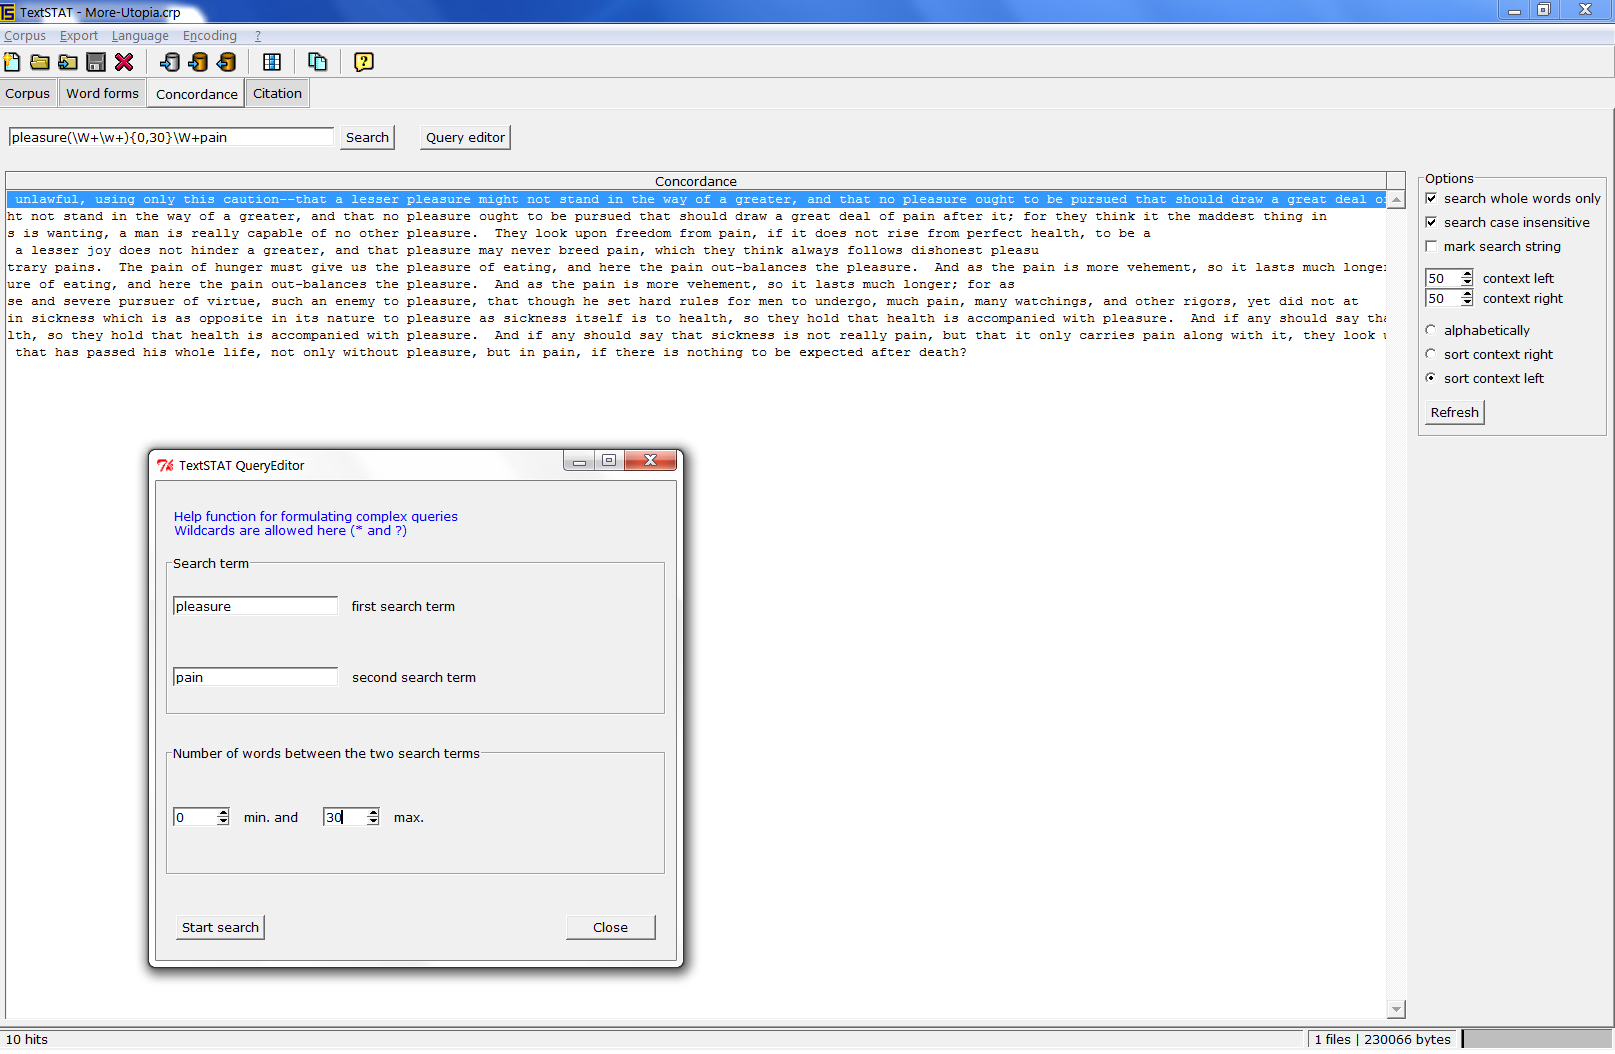 TextSTAT - More-Utopia.crp
Corpus Export Language Encoding ?
Corpus Word forms Concordance Citation
pleasure(\W+\w+){0,30}\W+pain Search Query editor
Concordance
unlawful, using only this caution--that a lesser pleasure might not stand in the way of a greater, and that no pleasure ought to be pursued that should draw a great deal o
ht not stand in the way of a greater, and that no pleasure ought to be pursued that should draw a great deal of pain after it; for they think it the maddest thing in
s is wanting, a man is really capable of no other pleasure.  They look upon freedom from pain, if it does not rise from perfect health, to be a
a lesser joy does not hinder a greater, and that pleasure may never breed pain, which they think always follows dishonest pleasu
trary pains.  The pain of hunger must give us the pleasure of eating, and here the pain out-balances the pleasure.  And as the pain is more vehement, so it lasts much longer
ure of eating, and here the pain out-balances the pleasure.  And as the pain is more vehement, so it lasts much longer; for as
se and severe pursuer of virtue, such an enemy to pleasure, that though he set hard rules for men to undergo, much pain, many watchings, and other rigors, yet did not at
in sickness which is as opposite in its nature to pleasure as sickness itself is to health, so they hold that health is accompanied with pleasure.  And if any should say tha
lth, so they hold that health is accompanied with pleasure.  And if any should say that sickness is not really pain, but that it only carries pain along with it, they look u
that has passed his whole life, not only without pleasure, but in pain, if there is nothing to be expected after death?
Options
search whole words only
search case insensitive
mark search string
50 context left
50 context right
alphabetically
sort context right
sort context left
Refresh
TextSTAT QueryEditor
Help function for formulating complex queries
Wildcards are allowed here (* and ?)
Search term
pleasure first search term
pain second search term
Number of words between the two search terms
0 min. and 30 max.
Start search Close
10 hits 1 files | 230066 bytes